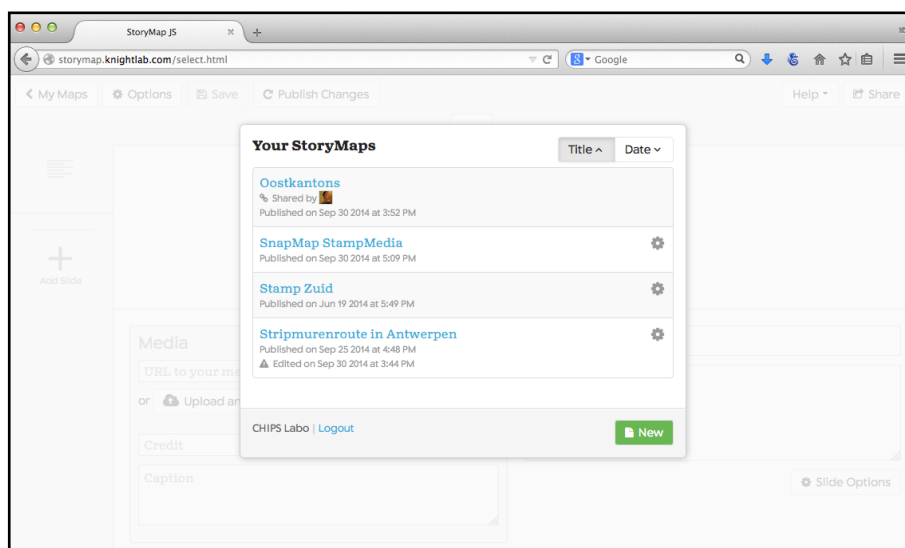 StoryMap JS
storymap.knightlab.com/select.html
Google
My Maps
Options
Save
Publish Changes
Help
Share
Your StoryMaps
Title
Date
Oostkantons
Shared by
Published on Sep 30 2014 at 3:52 PM
SnapMap StampMedia
Published on Sep 30 2014 at 5:09 PM
Stamp Zuid
Published on Jun 19 2014 at 5:49 PM
Stripmurenroute in Antwerpen
Published on Sep 25 2014 at 4:48 PM
Edited on Sep 30 2014 at 3:44 PM
Add Slide
Media
URL to your me
or Upload an
Credit
Caption
CHIPS Labo | Logout
New
Slide Options